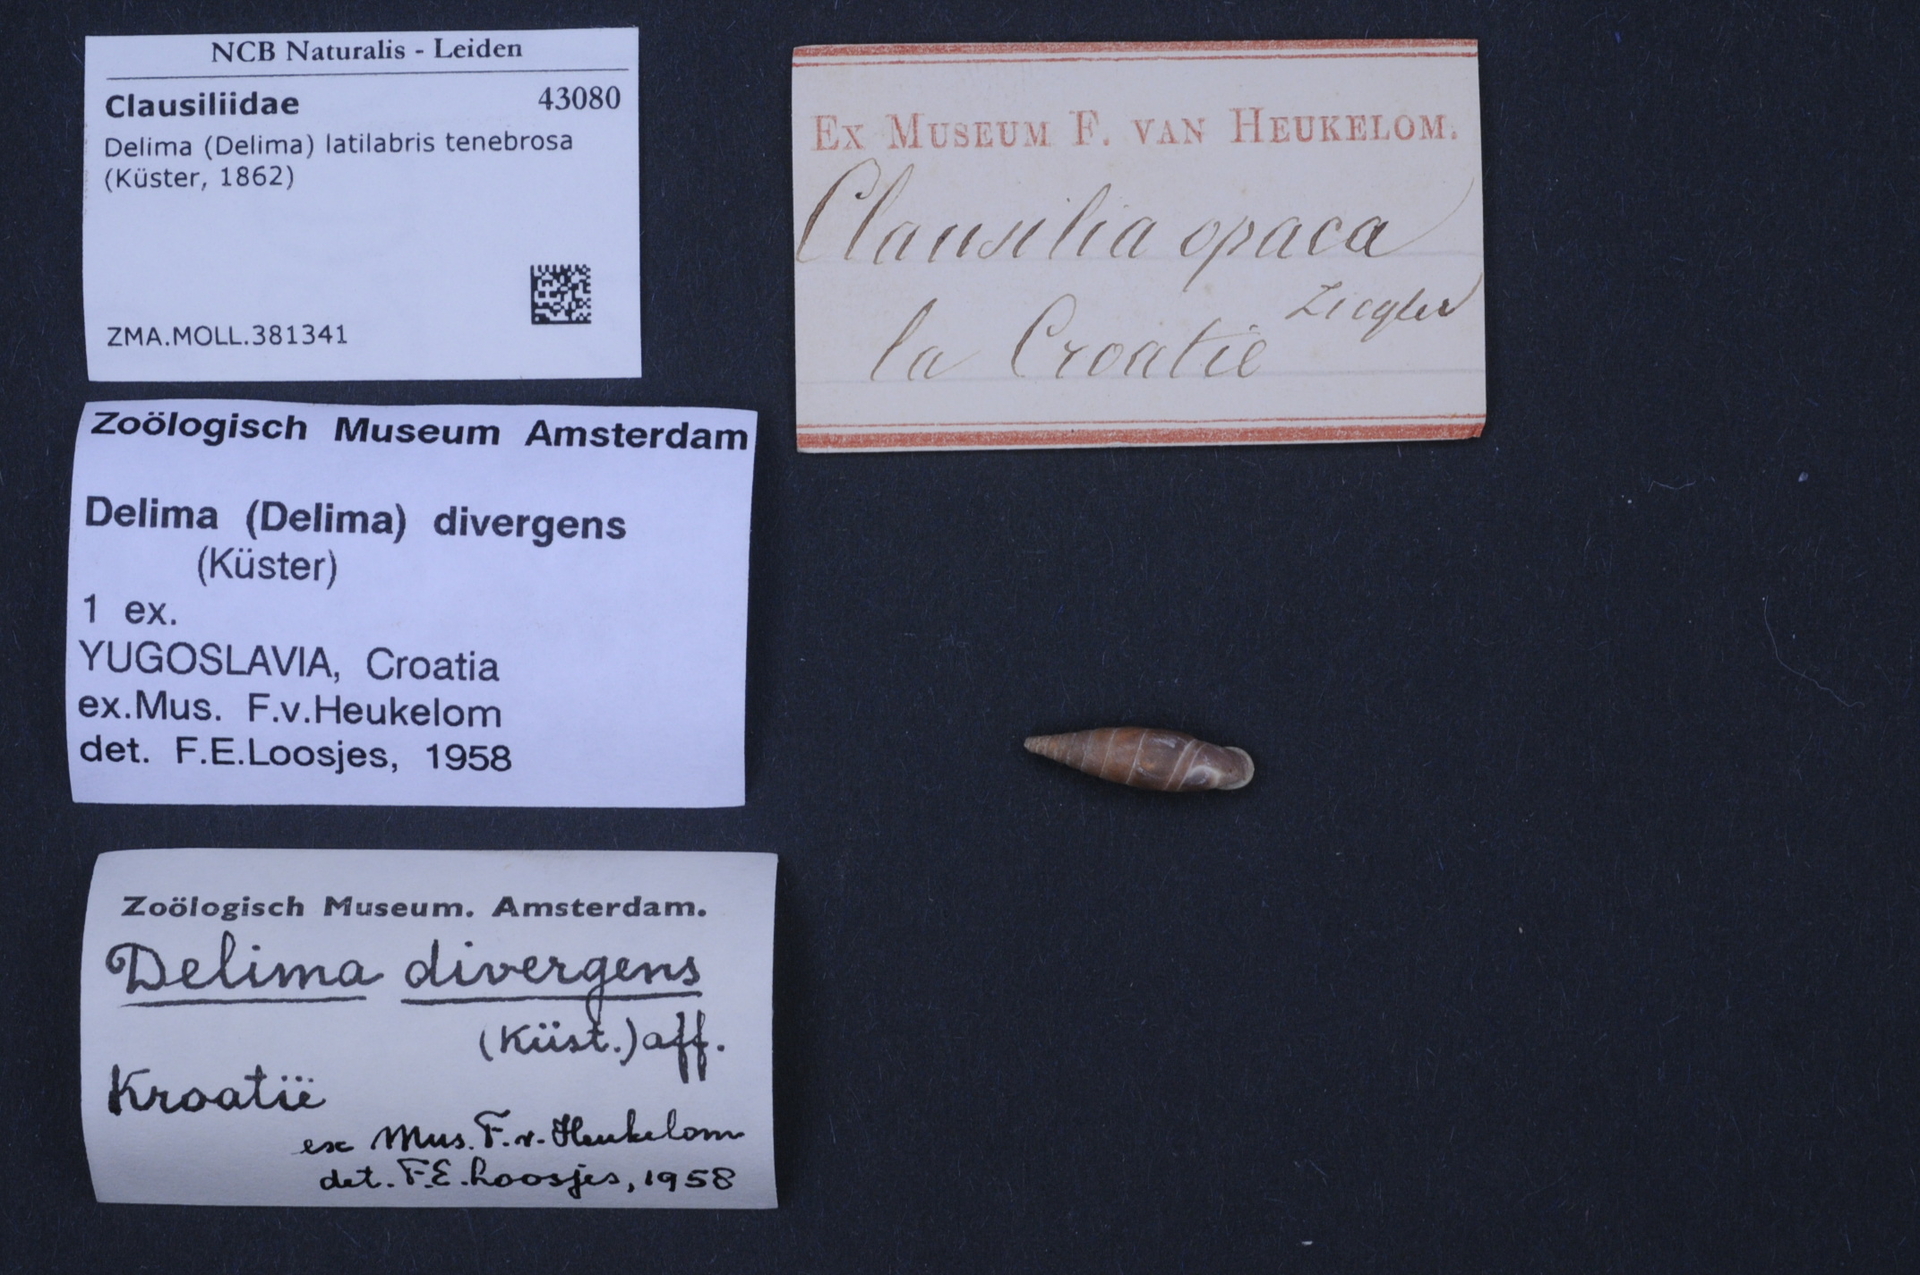 NCB Naturalis - Leiden
Clausiliidae 43080
Delima (Delima) latilabris tenebrosa
(Küster, 1862)
ZMA.MOLL.381341
Ex Museum F. van Heukelom.
Clausilia opaca
Ziegler
la Croatie
Zoölogisch Museum Amsterdam
Delima (Delima) divergens
(Küster)
1 ex.
YUGOSLAVIA, Croatia
ex.Mus. F.v.Heukelom
det. F.E.Loosjes, 1958
Zoölogisch Museum. Amsterdam.
Delima divergens
(Küst.) aff.
Kroatië
ex Mus. F. v. Heukelom
det. F.E. Loosjes, 1958